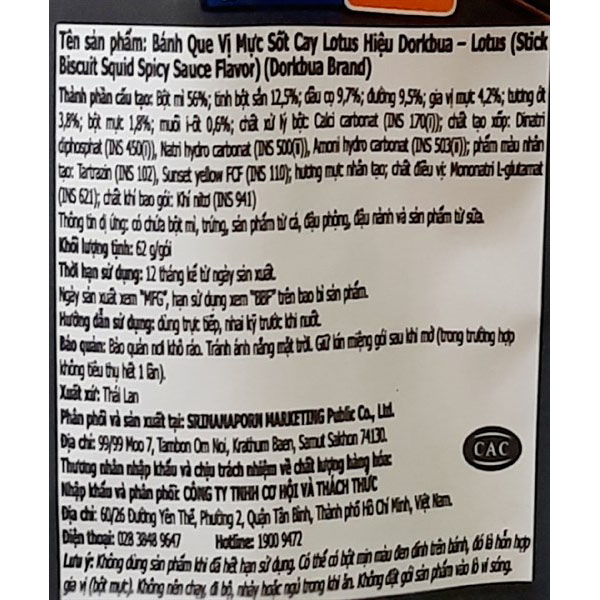 Tên sản phẩm: Bánh Que Vị Mực Sốt Cay Lotus Hiệu Dorkbua – Lotus (Stick
Biscuit Squid Spicy Sauce Flavor) (Dorkbua Brand)
Thành phần cấu tạo: Bột mì 56%; tinh bột sắn 12,5%; dầu cọ 9,7%; đường 9,5%; gia vị mực 4,2%; tương ớt
3,8%; bột mực 1,8%; muối i-ốt 0,6%; chất xử lý bột: Calci carbonat (INS 170(i)); chất tạo xốp: Dinatri
diphosphat (INS 450(i)), Natri hydro carbonat (INS 500(ii)), Amoni hydro carbonat (INS 503(ii)); phẩm màu nhân
tạo: Tartrazin (INS 102), Sunset yellow FCF (INS 110); hương mực nhân tạo; chất điều vị: Mononatri L-glutamat
(INS 621); chất khí bao gói: Khí nitơ (INS 941)
Thông tin dị ứng: có chứa bột mì, trứng, sản phẩm từ cá, đậu phộng, đậu nành và sản phẩm từ sữa.
Khối lượng tịnh: 62 g/gói
Thời hạn sử dụng: 12 tháng kể từ ngày sản xuất.
Ngày sản xuất xem "MFG", hạn sử dụng xem "BBF" trên bao bì sản phẩm.
Hướng dẫn sử dụng: dùng trực tiếp, nhai kỹ trước khi nuốt.
Bảo quản: Bảo quản nơi khô ráo. Tránh ánh nắng mặt trời. Giữ kín miệng gói sau khi mở (trong trường hợp
không tiêu thụ hết 1 lần).
Xuất xứ: Thái Lan
Phân phối và sản xuất tại: SRINANAPORN MARKETING Public Co., Ltd.
Địa chỉ: 99/99 Moo 7, Tambon Om Noi, Krathum Baen, Samut Sakhon 74130.
Thương nhân nhập khẩu và chịu trách nhiệm về chất lượng hàng hóa:
Nhập khẩu và phân phối: CÔNG TY TNHH CƠ HỘI VÀ THÁCH THỨC
Địa chỉ: 60/26 Đường Yên Thế, Phường 2, Quận Tân Bình, Thành phố Hồ Chí Minh, Việt Nam.
Điện thoại: 028 3848 9647 Hotline: 1900 9472
Lưu ý: Không dùng sản phẩm khi đã hết hạn sử dụng. Có thể có bột mịn màu đen dính trên bánh, đó là hỗn hợp
gia vị (bột mực). Không nên chạy, đi bộ, nhảy hoặc ngủ trong khi ăn. Không đặt gói sản phẩm vào lò vi sóng.
CAC